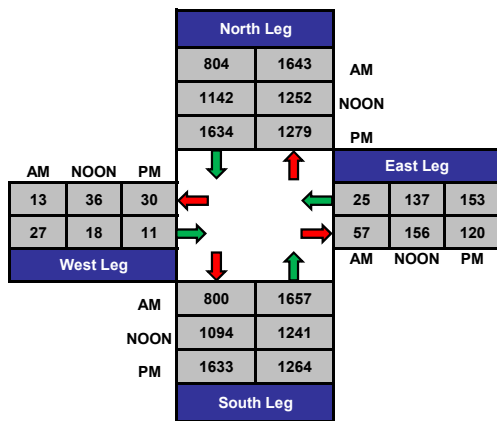 North Leg
804 1643 AM
1142 1252 NOON
1634 1279 PM
East Leg
AM NOON PM
13 36 30 25 137 153
27 18 11 57 156 120
West Leg AM NOON PM
AM 800 1657
NOON 1094 1241
PM 1633 1264
South Leg